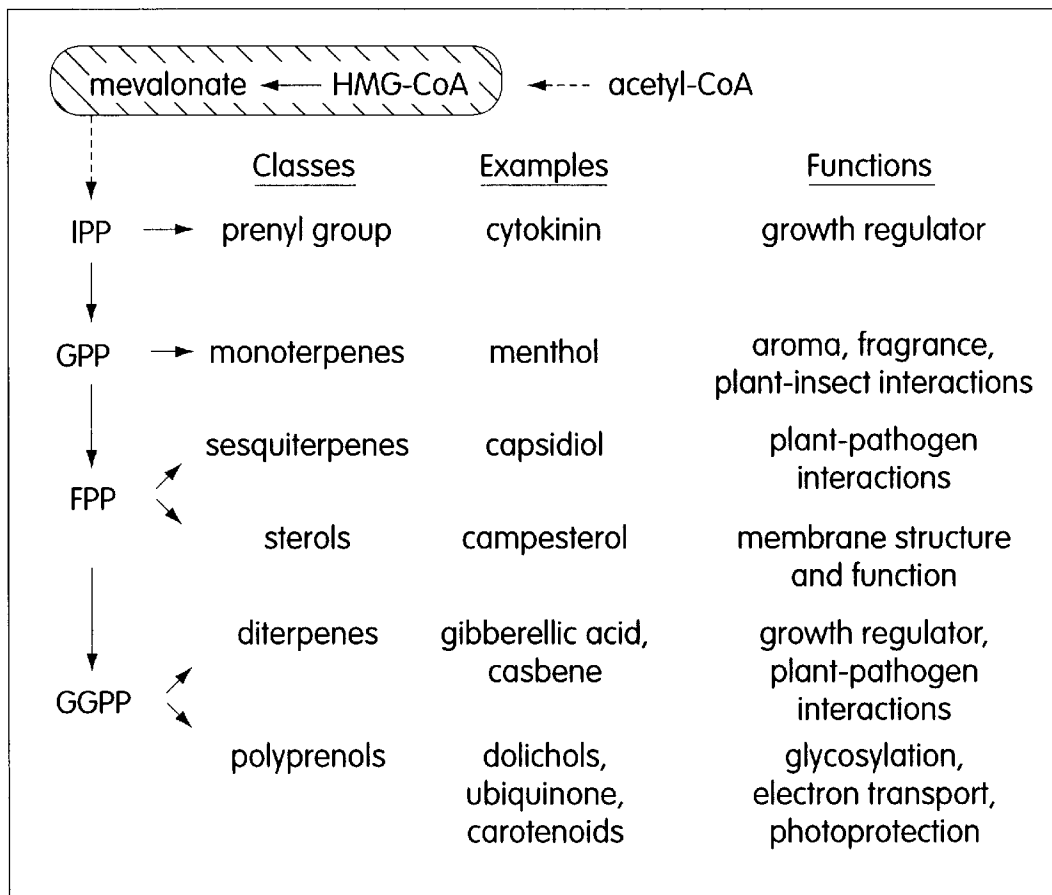 mevalonate HMG-CoA acetyl-CoA
Classes Examples Functions
IPP prenyl group cytokinin growth regulator
GPP monoterpenes menthol aroma, fragrance,
plant-insect interactions
sesquiterpenes capsidiol plant-pathogen
interactions
FPP
sterols campesterol membrane structure
and function
diterpenes gibberellic acid, growth regulator,
casbene plant-pathogen
GGPP interactions
polyprenols dolichols, glycosylation,
ubiquinone, electron transport,
carotenoids photoprotection